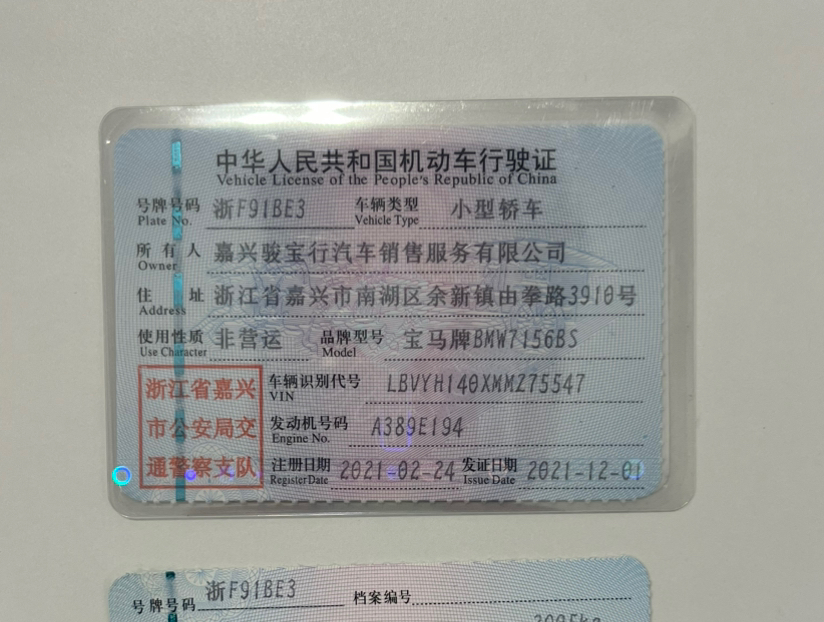 中华人民共和国机动车行驶证
Vehicle License of the People's Republic of China
号牌号码 浙F91BE3 车辆类型 小型轿车
Plate No. Vehicle Type
所有人 嘉兴骏宝行汽车销售服务有限公司
Owner
住址 浙江省嘉兴市南湖区余新镇由拳路3910号
Address
使用性质 非营运 品牌型号 宝马牌BMW7156BS
Use Character Model
浙江省嘉兴
市公安局交
通警察支队
车辆识别代号 LBVYH140XMMZ75547
VIN
发动机号码 A389E194
Engine No.
注册日期 2021-02-24 发证日期 2021-12-01
Register Date Issue Date
号牌号码 浙F91BE3 档案编号